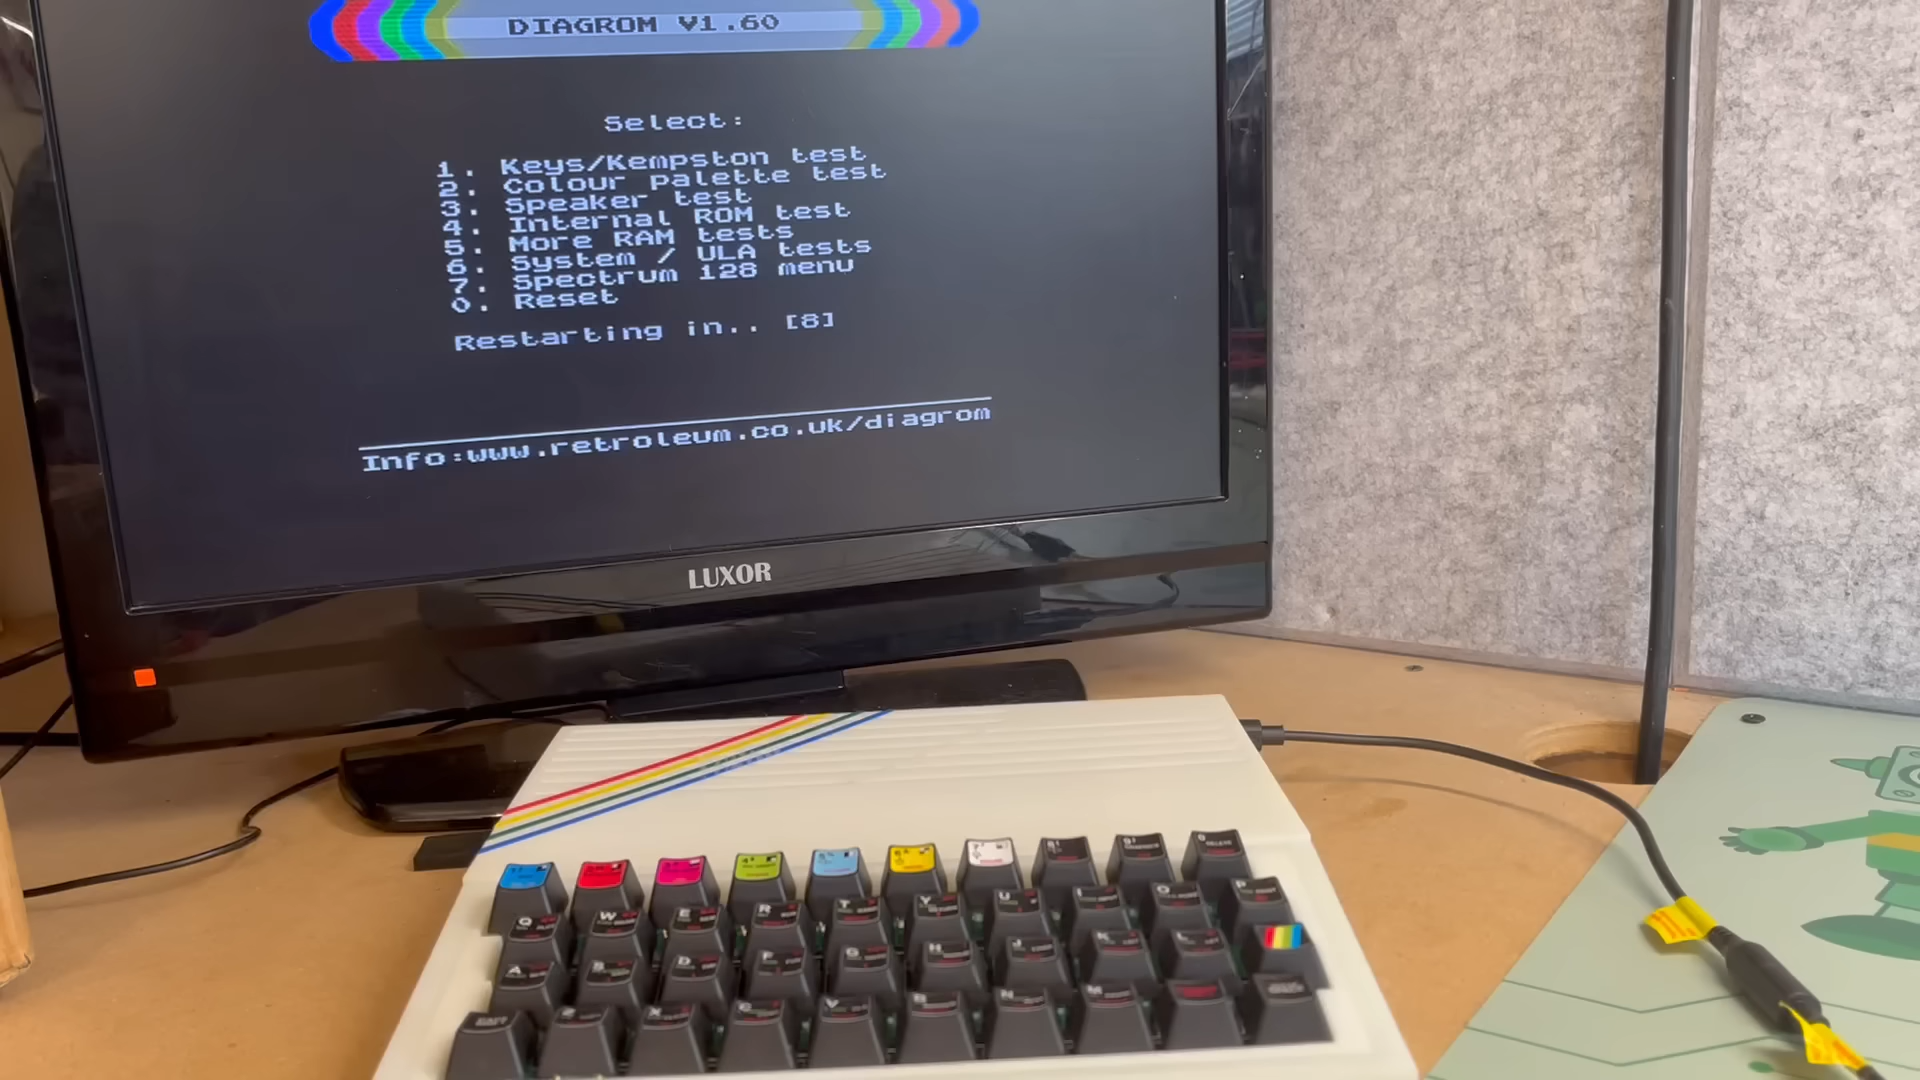 DIAGROM V1.60
Select:
1. Keys/Kempston test
2. Colour Palette test
3. Speaker test
4. Internal ROM test
5. More RAM tests
6. System / ULA tests
7. Spectrum 128 menu
0. Reset
Restarting in.. [8]
Info:www.retroleum.co.uk/diagrom
LUXOR
Q W E R T Y U I O P
A S D F G H J K L
Z X C V B N M